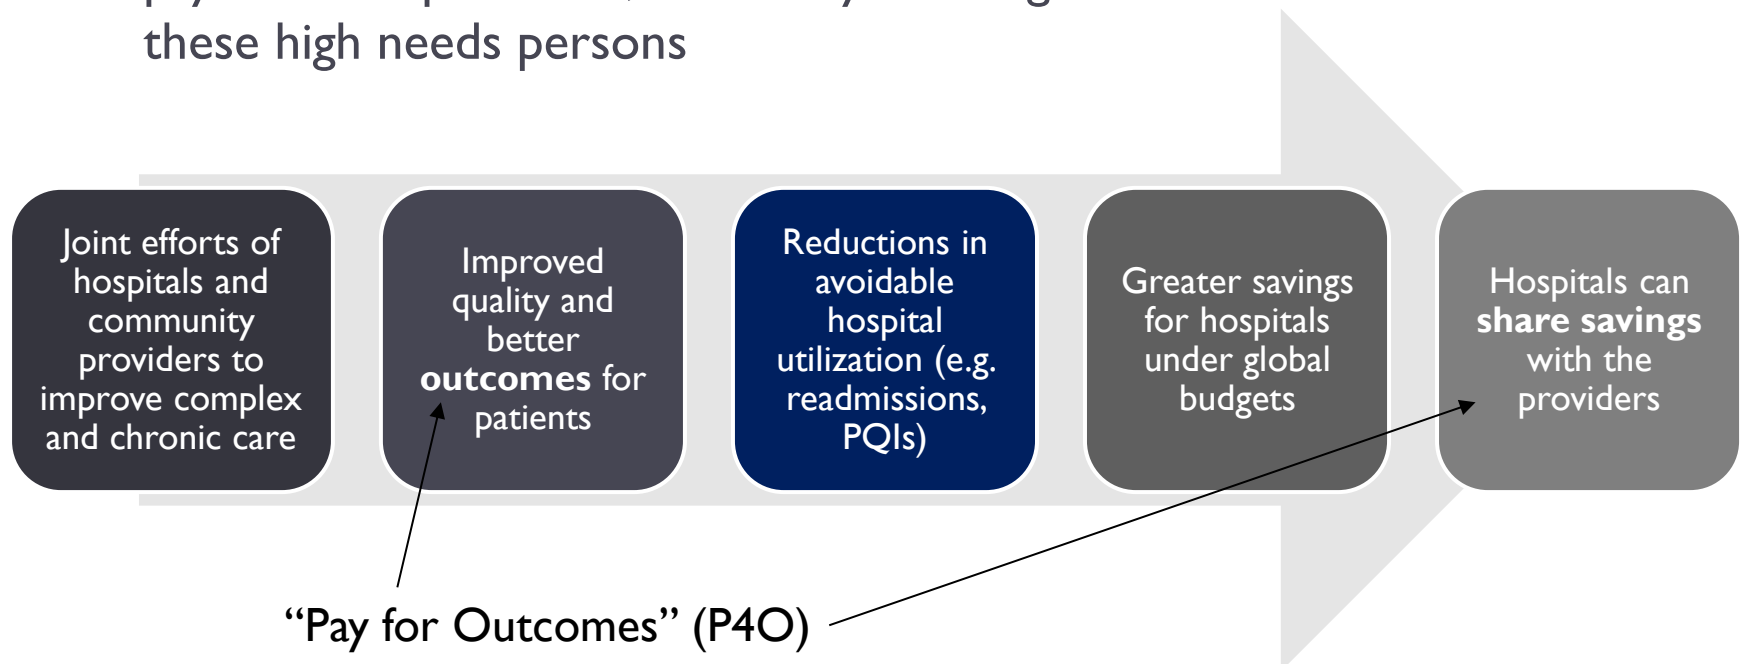 these high needs persons
Joint efforts of
hospitals and
community
providers to
improve complex
and chronic care
Improved
quality and
better
outcomes for
patients
Reductions in
avoidable
hospital
utilization (e.g.
readmissions,
PQIs)
Greater savings
for hospitals
under global
budgets
Hospitals can
share savings
with the
providers
“Pay for Outcomes” (P4O)